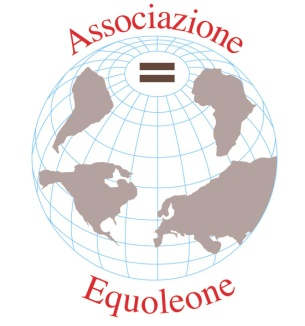 Associazione
=
Equoleone